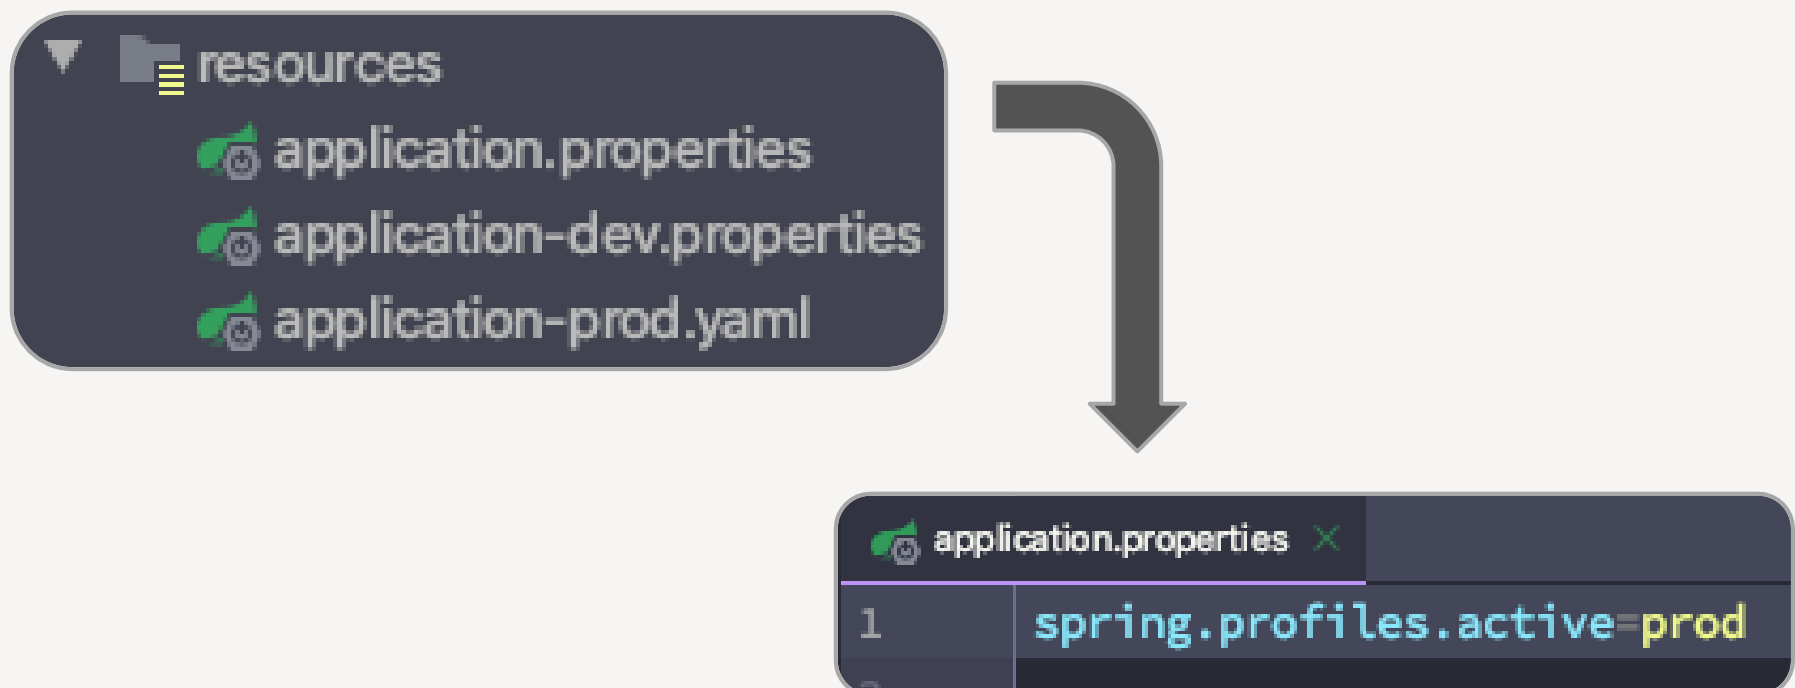 resources
application.properties
application-dev.properties
application-prod.yaml
application.properties
1 spring.profiles.active=prod